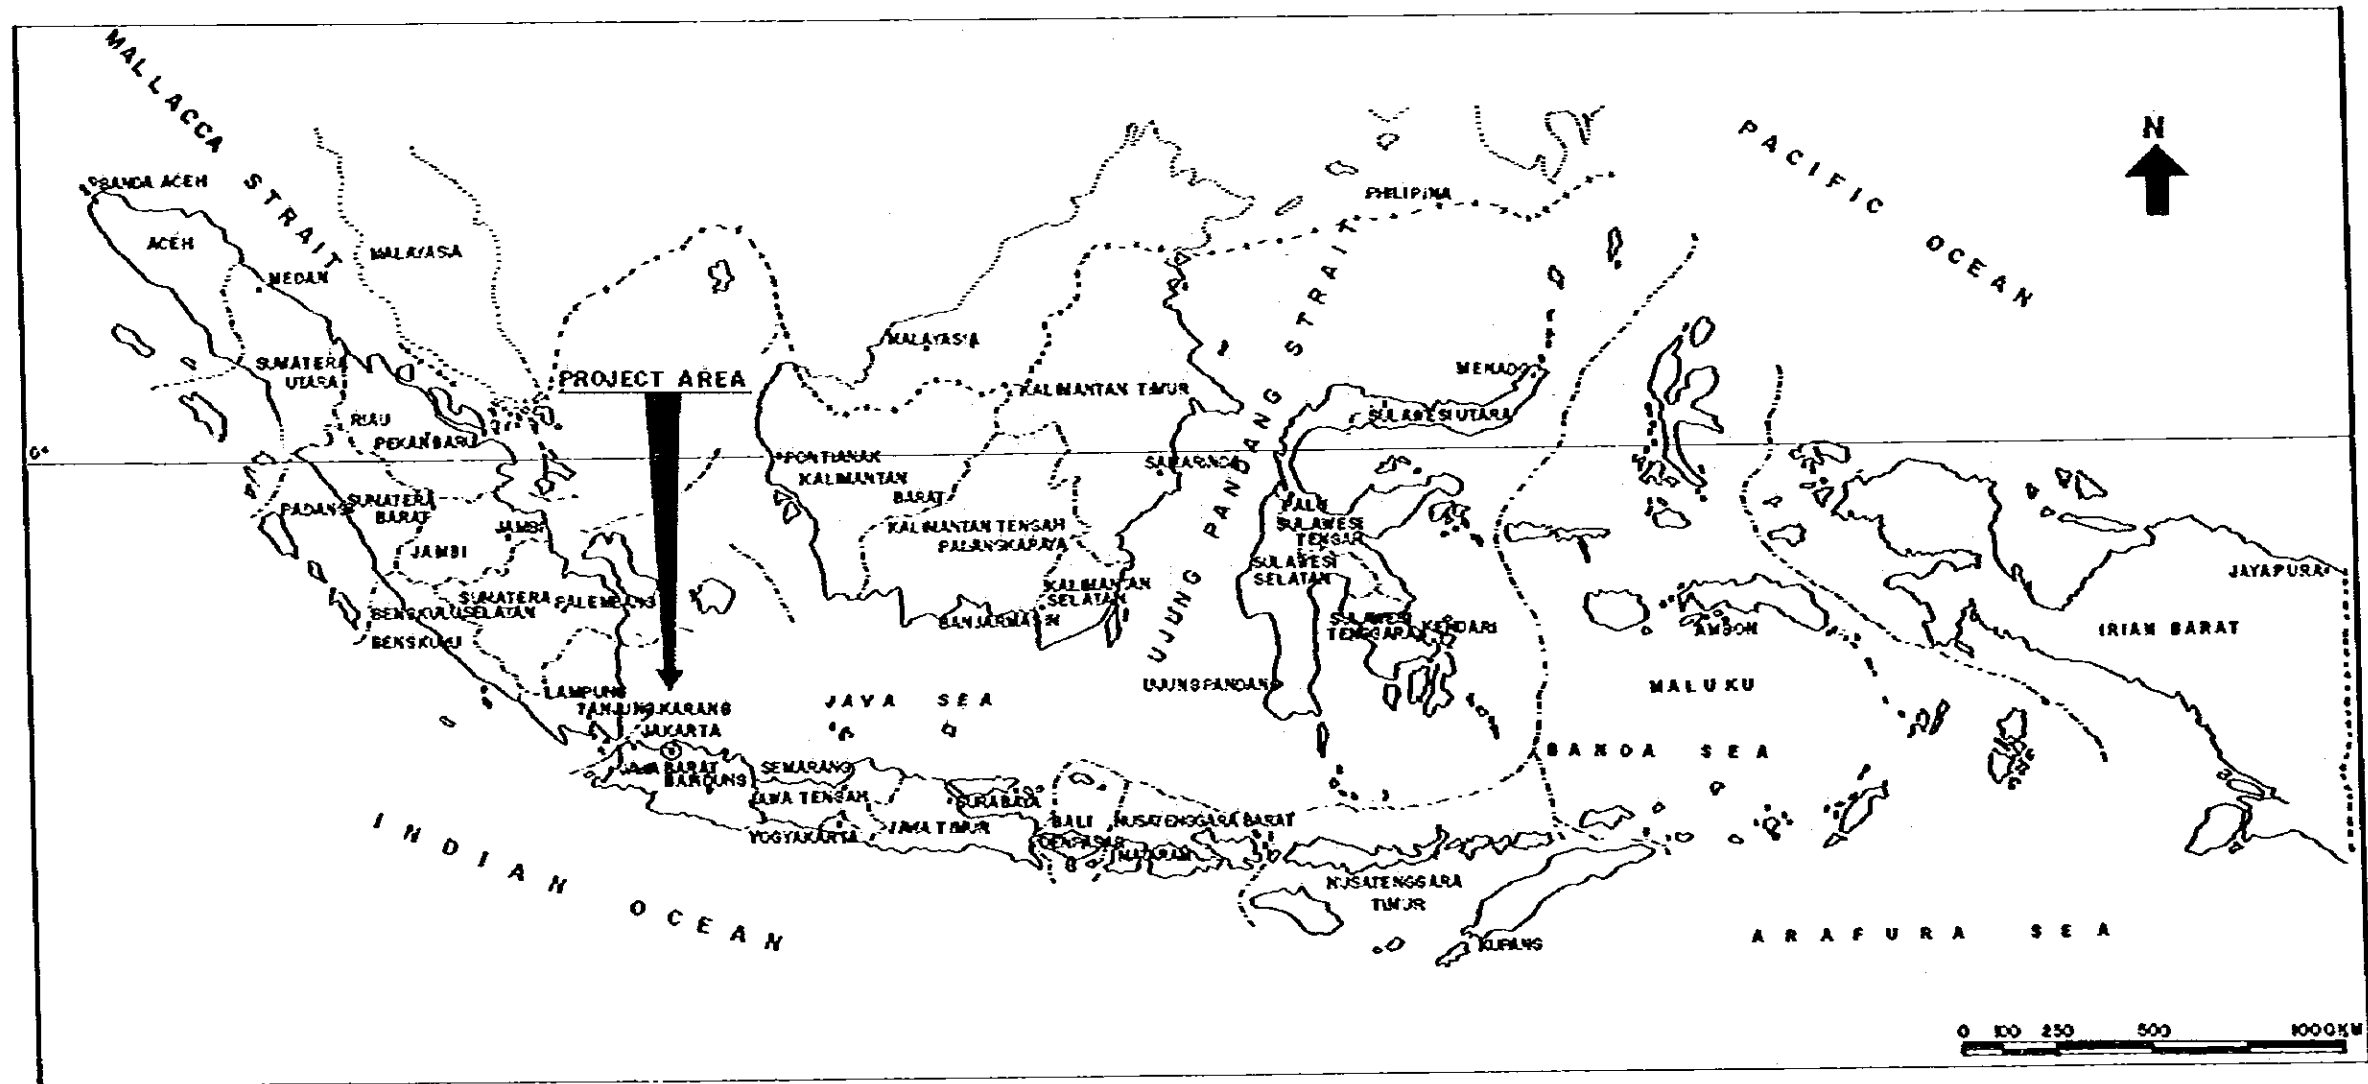 MALLACCA STRAIT
BANDA ACEH
ACEH
MEDAN
MALAYASA
PHILIPINA
PACIFIC OCEAN
N
SUMATERA
UTARA
PROJECT AREA
MALAYASIA
KALIMANTAN TIMUR
MENADO
SULAWESI UTARA
RIAU
PEKANBARU
0°
PONTIANAK
KALIMANTAN
BARAT
SAMARINDA
UJUNG PANDANG STRAIT
PADANG
SUMATERA
BARAT
JAMBI
JAMBI
KALIMANTAN TENGAH
PALANGKARAYA
PALU
SULAWESI
TENGAH
SULAWESI
SELATAN
KALIMANTAN
SELATAN
JAYAPURA
BENGKULU
SUMATERA
SELATAN
PALEMBANG
BENGKULU
BANJARMASIN
SULAWESI
TENGGARA
KENDARI
AMBON
IRIAN BARAT
LAMPUNG
TANJUNG KARANG
JAKARTA
JAVA SEA
UJUNG PANDANG
MALUKU
BANDA SEA
JAWA BARAT
BANDUNG
SEMARANG
JAWA TENGAH
YOGYAKARTA
SURABAYA
JAWA TIMUR
BALI
DENPASAR
NUSATENGGARA BARAT
MATARAM
NUSATENGGARA
TIMUR
KUPANG
INDIAN OCEAN
ARAFURA SEA
0 100 250 500 1000 KM